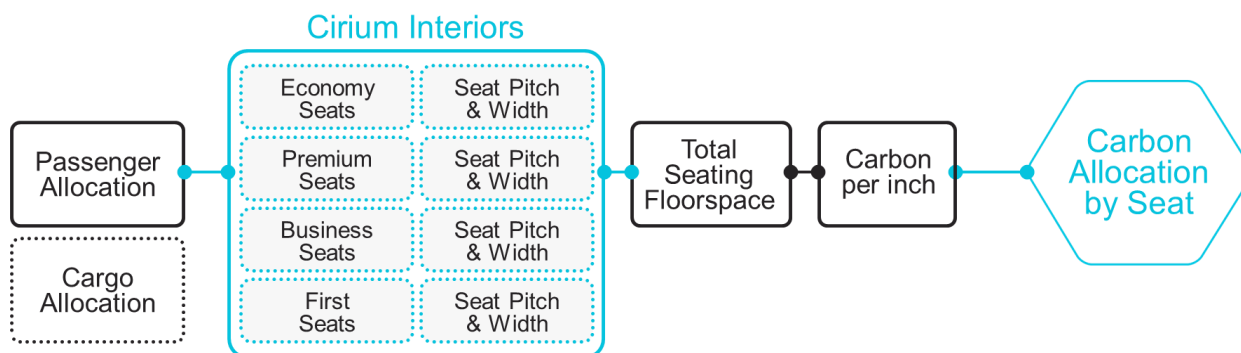 Cirium Interiors
Passenger
Allocation
Cargo
Allocation
Economy
Seats
Seat Pitch
& Width
Premium
Seats
Seat Pitch
& Width
Business
Seats
Seat Pitch
& Width
First
Seats
Seat Pitch
& Width
Total
Seating
Floorspace
Carbon
per inch
Carbon
Allocation
by Seat